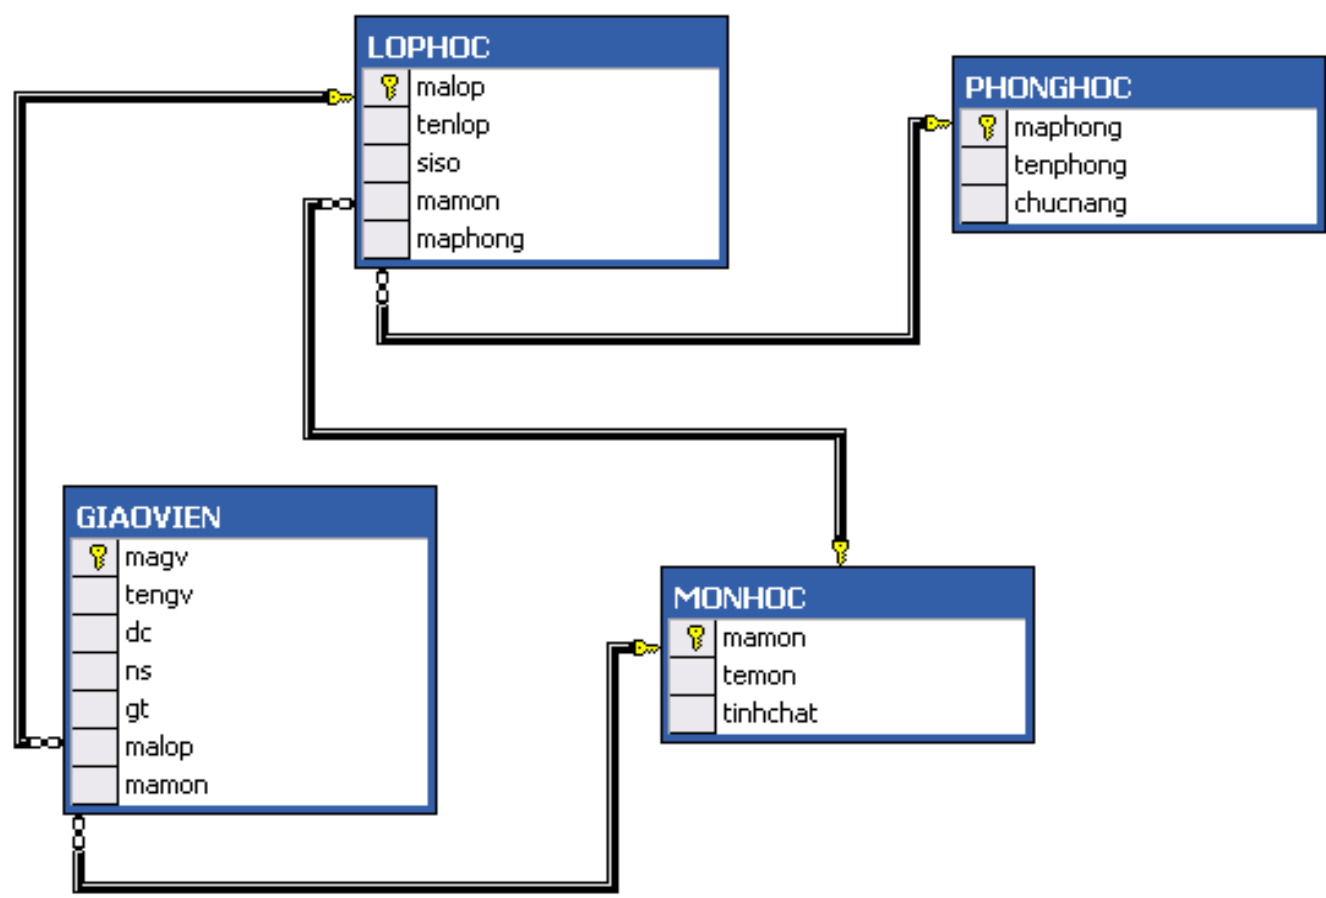 LOPHOC
malop
tenlop
siso
mamon
maphong
PHONGHOC
maphong
tenphong
chucnang
GIAOVIEN
magv
tengv
dc
ns
gt
malop
mamon
MONHOC
mamon
temon
tinhchat